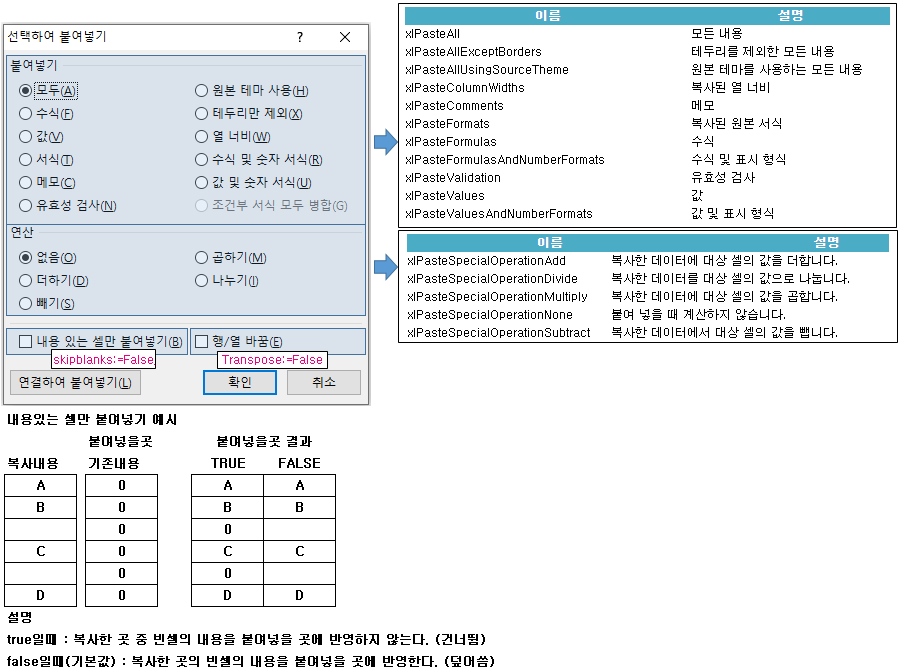 선택하여 붙여넣기 ?
붙여넣기
모두(A) 원본 테마 사용(H)
수식(F) 테두리만 제외(X)
값(V) 열 너비(W)
서식(T) 수식 및 숫자 서식(R)
메모(C) 값 및 숫자 서식(U)
유효성 검사(N) 조건부 서식 모두 병합(G)
연산
없음(O) 곱하기(M)
더하기(D) 나누기(I)
빼기(S)
내용 있는 셀만 붙여넣기(B) 행/열 바꿈(E)
skipblanks:=False Transpose:=False
연결하여 붙여넣기(L) 확인 취소
이름 설명
xlPasteAll 모든 내용
xlPasteAllExceptBorders 테두리를 제외한 모든 내용
xlPasteAllUsingSourceTheme 원본 테마를 사용하는 모든 내용
xlPasteColumnWidths 복사된 열 너비
xlPasteComments 메모
xlPasteFormats 복사된 원본 서식
xlPasteFormulas 수식
xlPasteFormulasAndNumberFormats 수식 및 표시 형식
xlPasteValidation 유효성 검사
xlPasteValues 값
xlPasteValuesAndNumberFormats 값 및 표시 형식
이름 설명
xlPasteSpecialOperationAdd 복사한 데이터에 대상 셀의 값을 더합니다.
xlPasteSpecialOperationDivide 복사한 데이터를 대상 셀의 값으로 나눕니다.
xlPasteSpecialOperationMultiply 복사한 데이터에 대상 셀의 값을 곱합니다.
xlPasteSpecialOperationNone 붙여 넣을 때 계산하지 않습니다.
xlPasteSpecialOperationSubtract 복사한 데이터에서 대상 셀의 값을 뺍니다.
내용있는 셀만 붙여넣기 예시
붙여넣을곳 붙여넣을곳 결과
복사내용 기존내용 TRUE FALSE
A 0 A A
B 0 B B
0 0
C 0 C C
0 0
D 0 D D
설명
true일때 : 복사한 곳 중 빈셀의 내용을 붙여넣을 곳에 반영하지 않는다. (건너뜀)
false일때(기본값) : 복사한 곳의 빈셀의 내용을 붙여넣을 곳에 반영한다. (덮어씀)